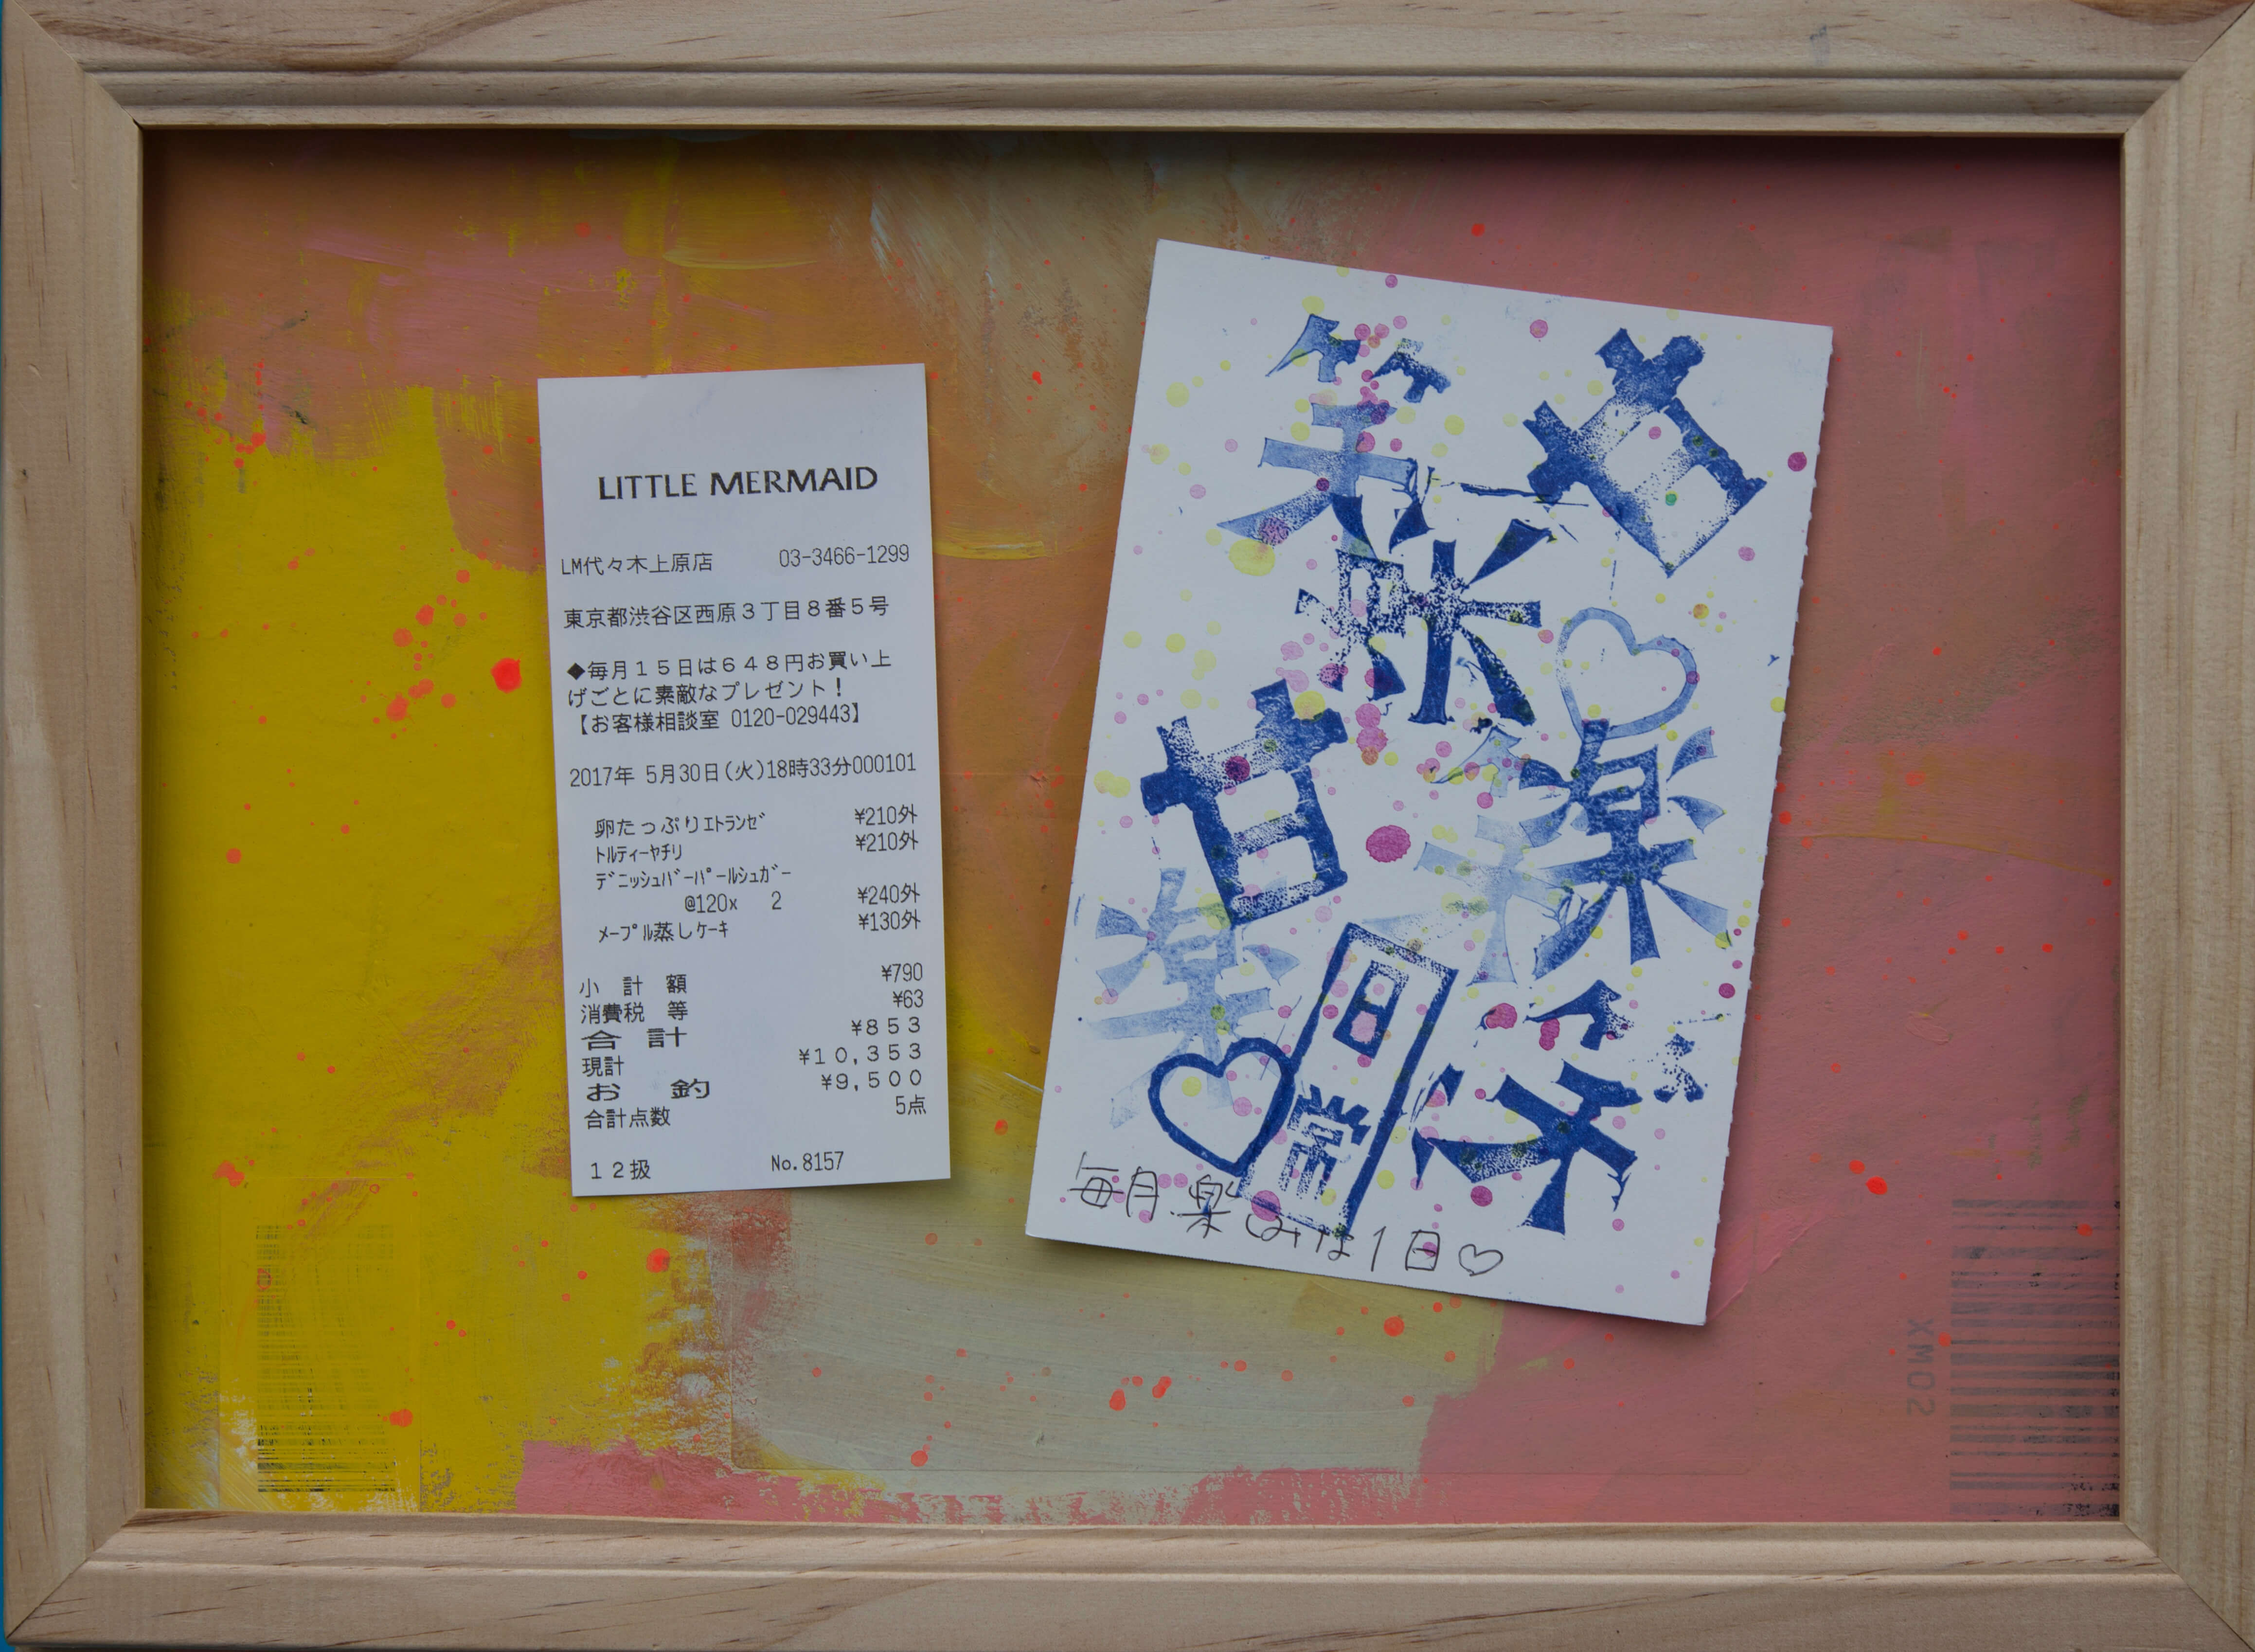 LITTLE MERMAID
LM代々木上原店 03-3466-1299
東京都渋谷区西原3丁目8番5号
◆毎月15日は648円お買い上
げごとに素敵なプレゼント!
【お客様相談室 0120-029443】
2017年 5月30日(火)18時33分000101
卵たっぷりエトランゼ ¥210外
トルティーヤチリ ¥210外
デニッシュバーパールシュガー
@120x 2 ¥240外
メープル蒸しケーキ ¥130外
小計額 ¥790
消費税等 ¥63
合計 ¥853
現計 ¥10,353
お釣 ¥9,500
合計点数 5点
12扱 No.8157
甘
味
甘
楽
楽
日
堂
毎月楽しみな1日♡
XM02